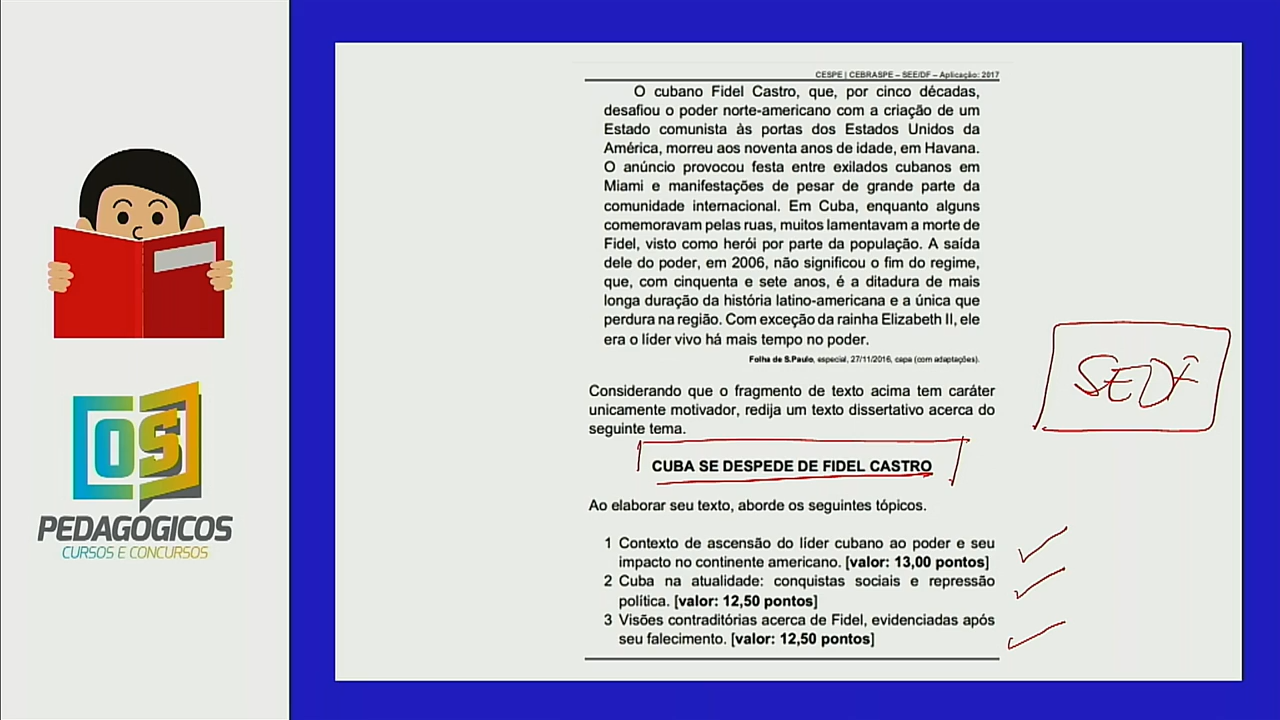 CESPE | CEBRASPE – SEE/DF – Aplicação: 2017
O cubano Fidel Castro, que, por cinco décadas,
desafiou o poder norte-americano com a criação de um
Estado comunista às portas dos Estados Unidos da
América, morreu aos noventa anos de idade, em Havana.
O anúncio provocou festa entre exilados cubanos em
Miami e manifestações de pesar de grande parte da
comunidade internacional. Em Cuba, enquanto alguns
comemoravam pelas ruas, muitos lamentavam a morte de
Fidel, visto como herói por parte da população. A saída
dele do poder, em 2006, não significou o fim do regime,
que, com cinquenta e sete anos, é a ditadura de mais
longa duração da história latino-americana e a única que
perdura na região. Com exceção da rainha Elizabeth II, ele
era o líder vivo há mais tempo no poder.
Folha de S.Paulo, especial, 27/11/2016, capa (com adaptações).
Considerando que o fragmento de texto acima tem caráter
unicamente motivador, redija um texto dissertativo acerca do
seguinte tema.
CUBA SE DESPEDE DE FIDEL CASTRO
Ao elaborar seu texto, aborde os seguintes tópicos.
1 Contexto de ascensão do líder cubano ao poder e seu
impacto no continente americano. [valor: 13,00 pontos]
2 Cuba na atualidade: conquistas sociais e repressão
política. [valor: 12,50 pontos]
3 Visões contraditórias acerca de Fidel, evidenciadas após
seu falecimento. [valor: 12,50 pontos]
SEDF
OS
PEDAGÓGICOS
CURSOS E CONCURSOS